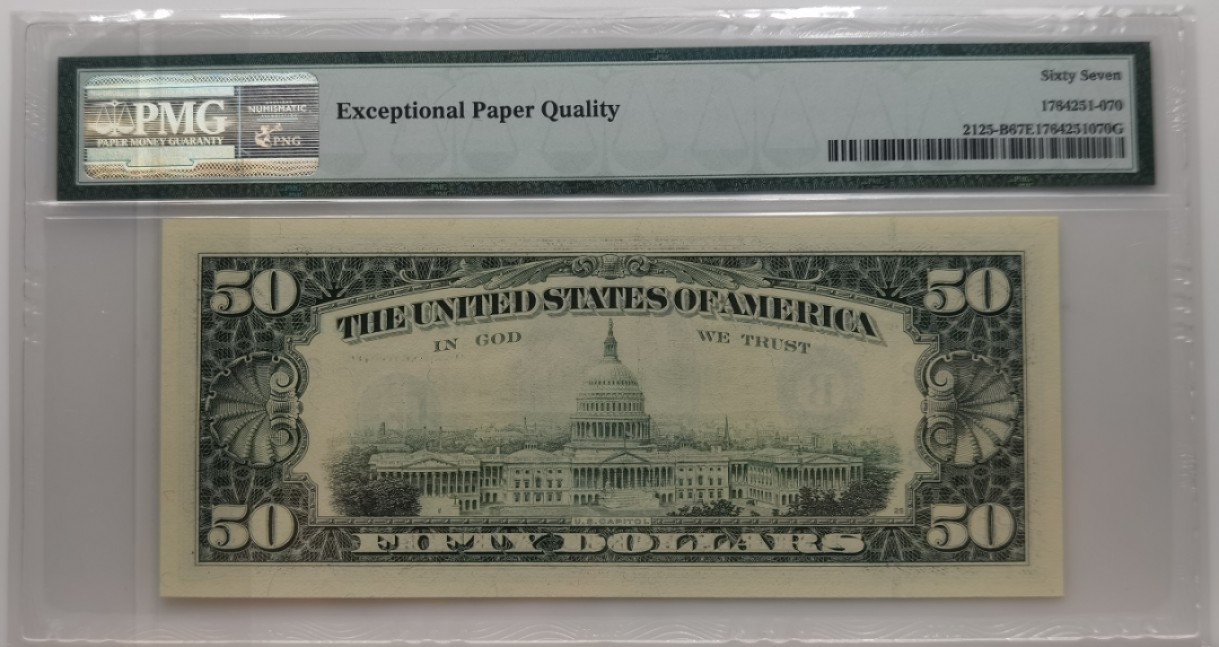 PMG
PAPER MONEY GUARANTY
NUMISMATIC
PNG
Exceptional Paper Quality
Sixty Seven
1764251-070
2125-B67E1764251070G
50
50
THE UNITED STATES OF AMERICA
IN GOD
WE TRUST
B
U.S. CAPITOL
50
50
FIFTY DOLLARS